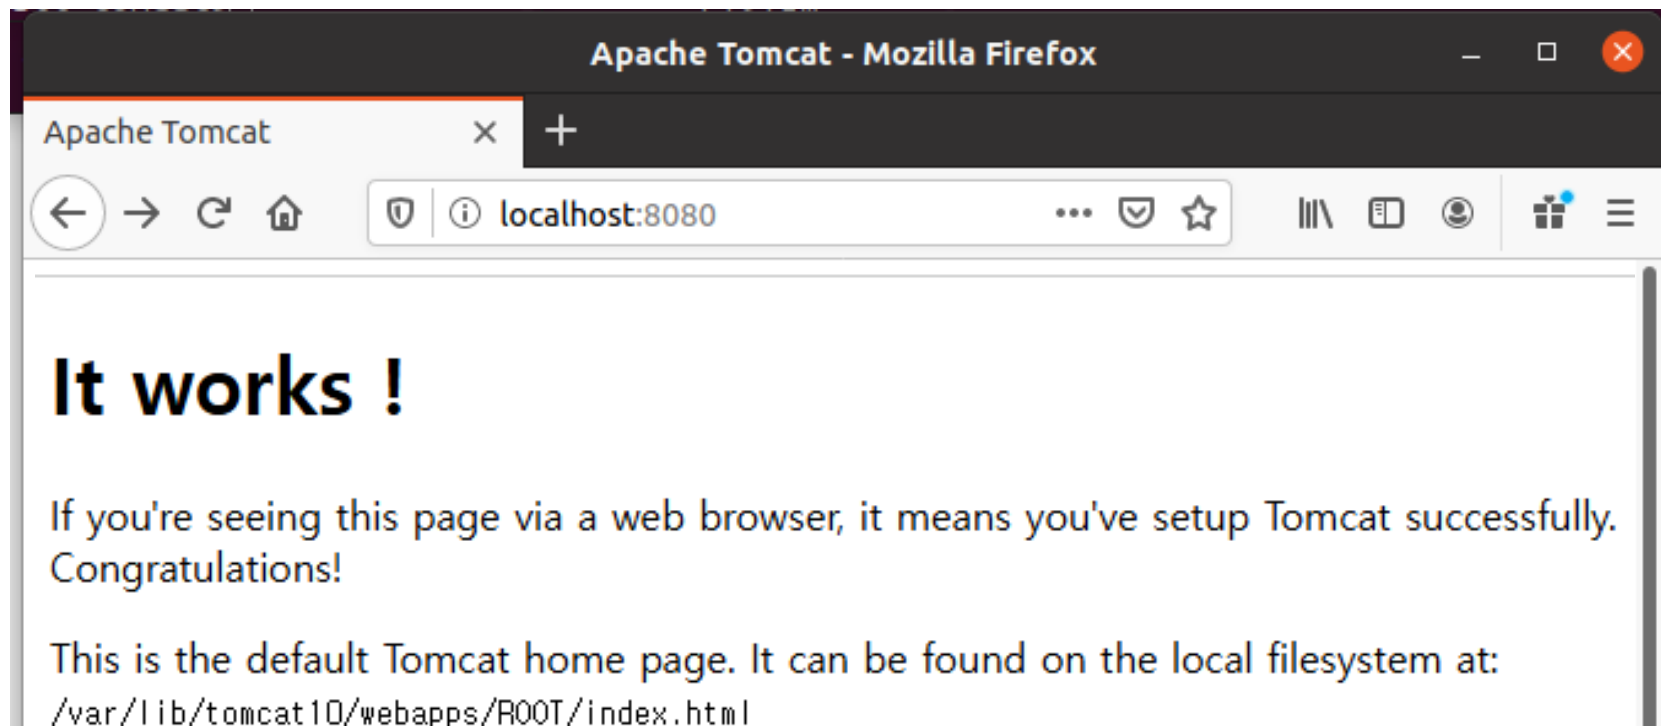 Apache Tomcat - Mozilla Firefox
Apache Tomcat
localhost:8080
It works !
If you're seeing this page via a web browser, it means you've setup Tomcat successfully.
Congratulations!
This is the default Tomcat home page. It can be found on the local filesystem at:
/var/lib/tomcat10/webapps/ROOT/index.html